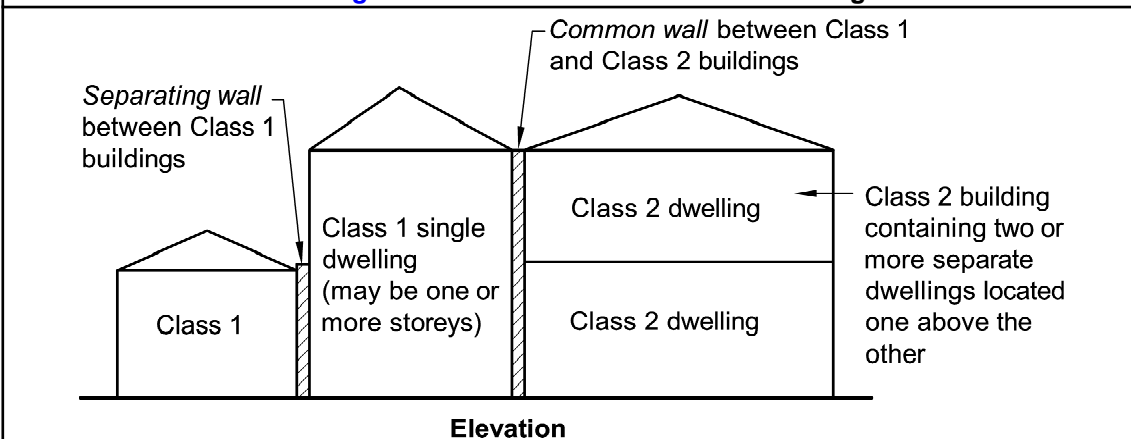 Common wall between Class 1
and Class 2 buildings
Separating wall
between Class 1
buildings
Class 1
Class 1 single
dwelling
(may be one or
more storeys)
Class 2 dwelling
Class 2 dwelling
Class 2 building
containing two or
more separate
dwellings located
one above the
other
Elevation